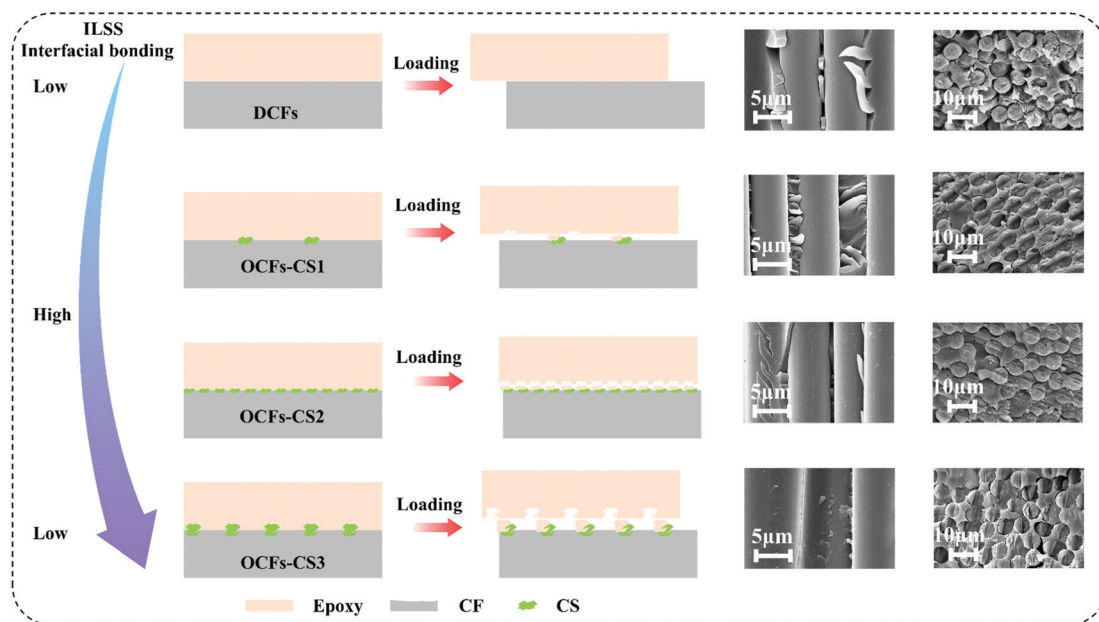 ILSS
Interfacial bonding
Low
Loading
DCFs
5μm
10μm
Loading
OCFs-CS1
5μm
10μm
High
Loading
OCFs-CS2
5μm
10μm
Low
Loading
OCFs-CS3
5μm
10μm
Epoxy CF CS